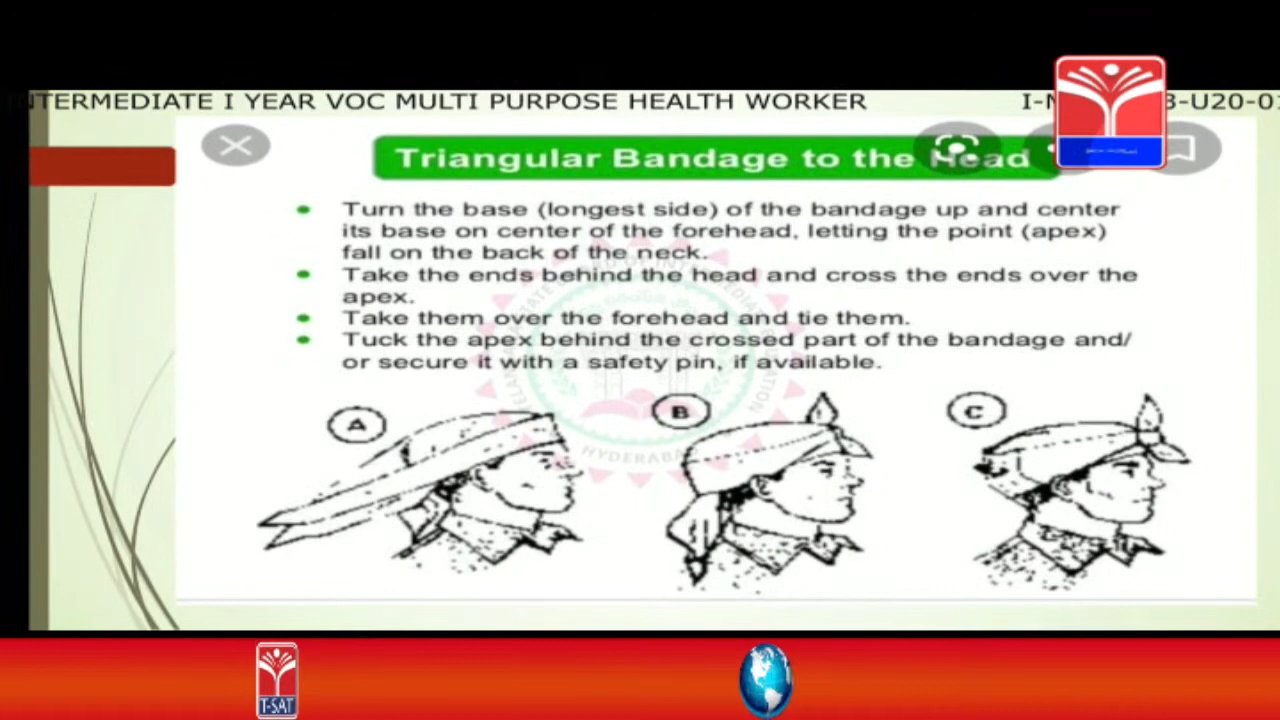 INTERMEDIATE I YEAR VOC MULTI PURPOSE HEALTH WORKER
Triangular Bandage to the Head
Turn the base (longest side) of the bandage up and center
its base on center of the forehead, letting the point (apex)
fall on the back of the neck.
Take the ends behind the head and cross the ends over the
apex.
Take them over the forehead and tie them.
Tuck the apex behind the crossed part of the bandage and/
or secure it with a safety pin, if available.
A
B
C
HYDERABAD
T-SAT